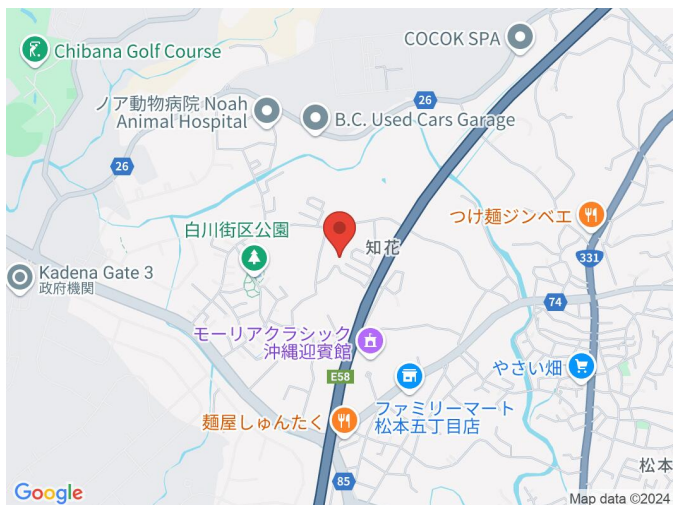 COCOK SPA
Chibana Golf Course
26
ノア動物病院 Noah
Animal Hospital
B.C. Used Cars Garage
26
つけ麺ジンベエ
白川街区公園
知花
331
Kadena Gate 3
政府機関
74
モーリアクラシック
沖縄迎賓館
やさい畑
E58
ファミリーマート
松本五丁目店
麺屋しゅんたく
松本
85
Google
Map data ©2024